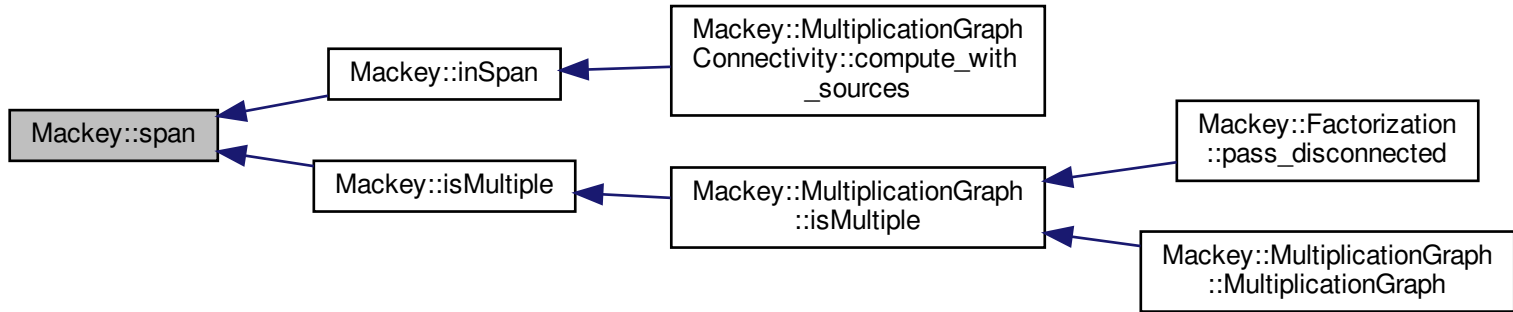 Mackey::span
Mackey::inSpan
Mackey::isMultiple
Mackey::MultiplicationGraph
Connectivity::compute_with
_sources
Mackey::MultiplicationGraph
::isMultiple
Mackey::Factorization
::pass_disconnected
Mackey::MultiplicationGraph
::MultiplicationGraph